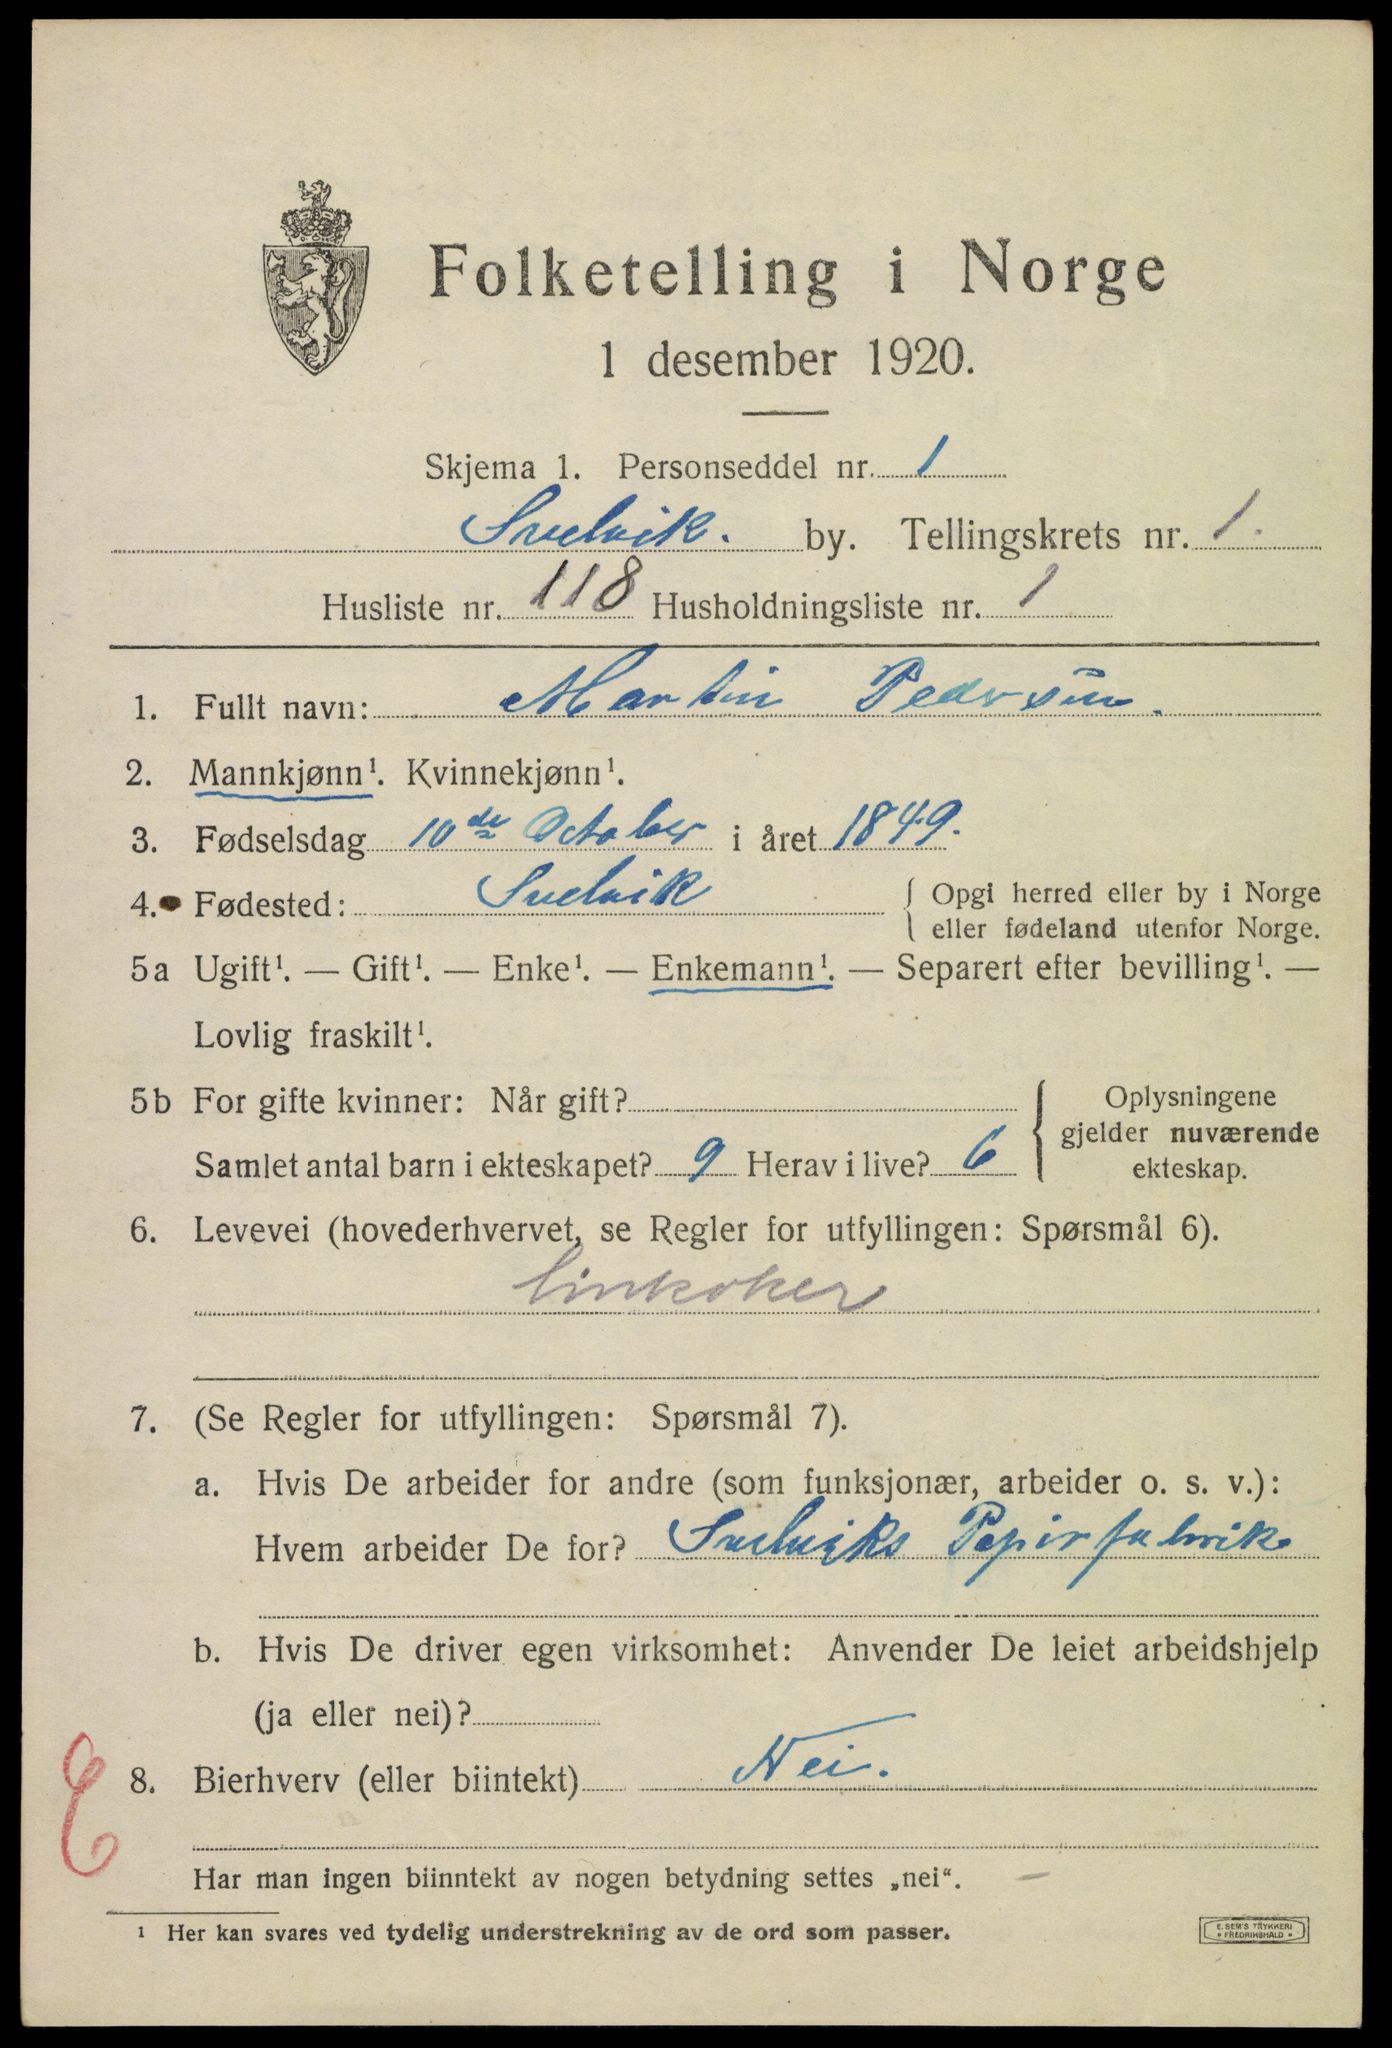 Folketelling i Norge
1 desember 1920.
Skjema 1. Personseddel nr. 1
Svelvik. by. Tellingskrets nr. 1.
Husliste nr. 118 Husholdningsliste nr. 1
1. Fullt navn: Martin Pedersen.
2. Mannkjønn¹. Kvinnekjønn¹.
3. Fødselsdag 10de October i året 1849.
4. Fødested: Svelvik { Opgi herred eller by i Norge
eller fødeland utenfor Norge.
5a Ugift¹. — Gift¹. — Enke¹. — Enkemann¹. — Separert efter bevilling¹. —
Lovlig fraskilt¹.
5b For gifte kvinner: Når gift? { Oplysningene
gjelder nuværende
Samlet antal barn i ekteskapet? 9 Herav i live? 6 ekteskap.
6. Levevei (hovederhvervet, se Regler for utfyllingen: Spørsmål 6).
limkoker
7. (Se Regler for utfyllingen: Spørsmål 7).
a. Hvis De arbeider for andre (som funksjonær, arbeider o. s. v.):
Hvem arbeider De for? Svelviks Papirfabrik
b. Hvis De driver egen virksomhet: Anvender De leiet arbeidshjelp
(ja eller nei)?
8. Bierhverv (eller biintekt) Nei.
Har man ingen biinntekt av nogen betydning settes „nei“.
¹ Her kan svares ved tydelig understrekning av de ord som passer.
E. SEM'S TRYKKERI
FREDRIKSHALD